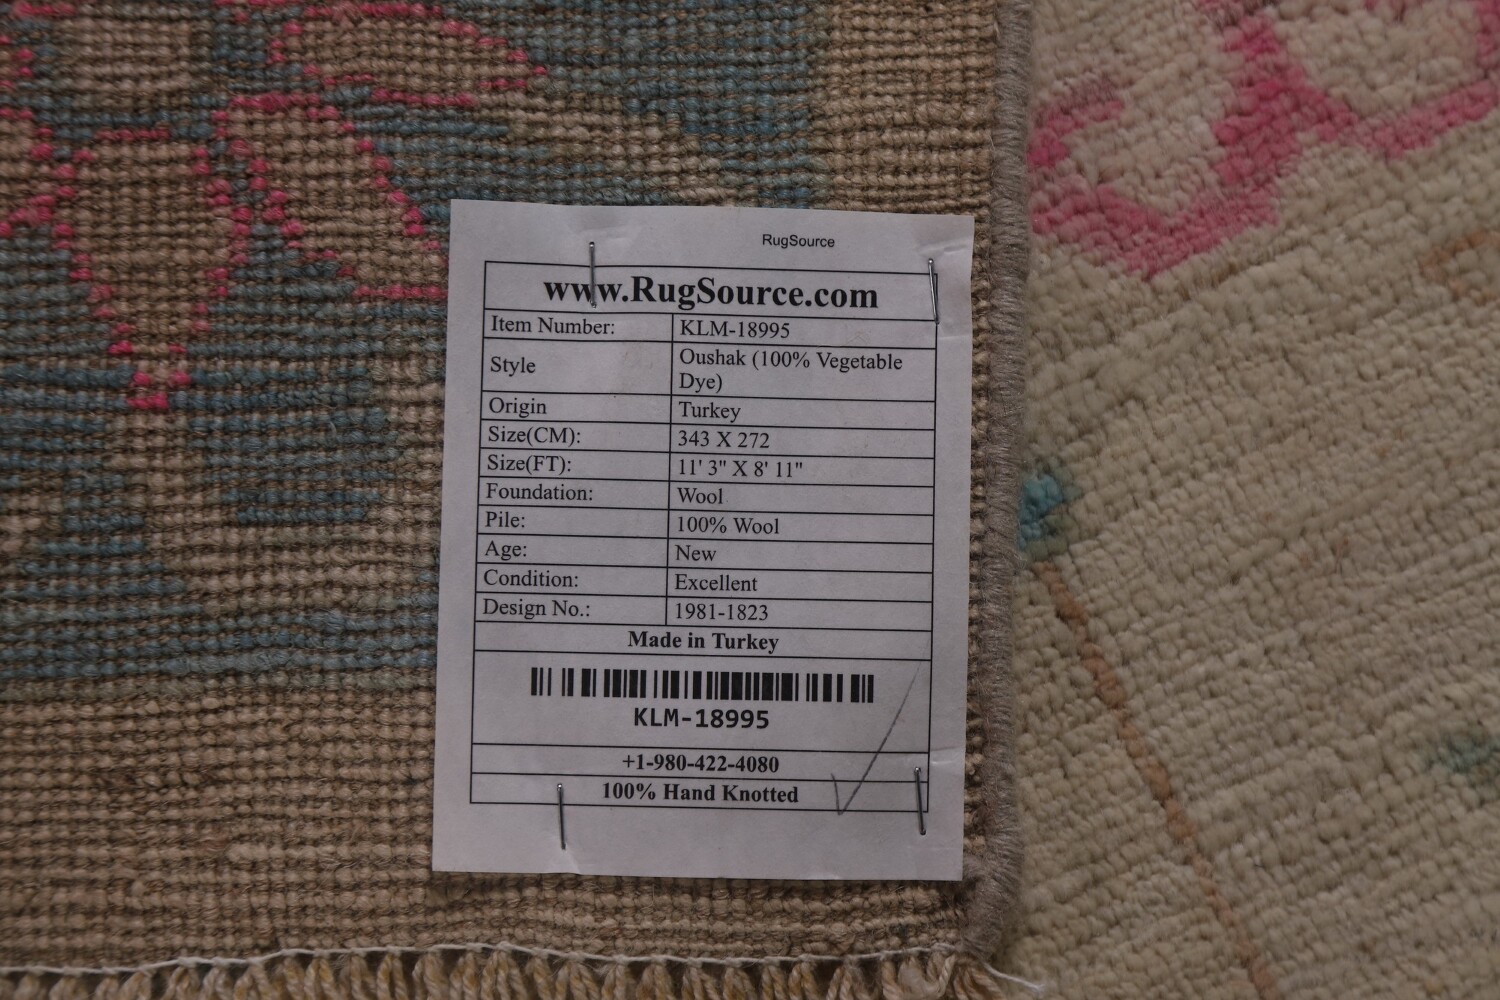 RugSource
www.RugSource.com
Item Number: KLM-18995
Style Oushak (100% Vegetable
Dye)
Origin Turkey
Size(CM): 343 X 272
Size(FT): 11' 3" X 8' 11"
Foundation: Wool
Pile: 100% Wool
Age: New
Condition: Excellent
Design No.: 1981-1823
Made in Turkey
KLM-18995
+1-980-422-4080
100% Hand Knotted